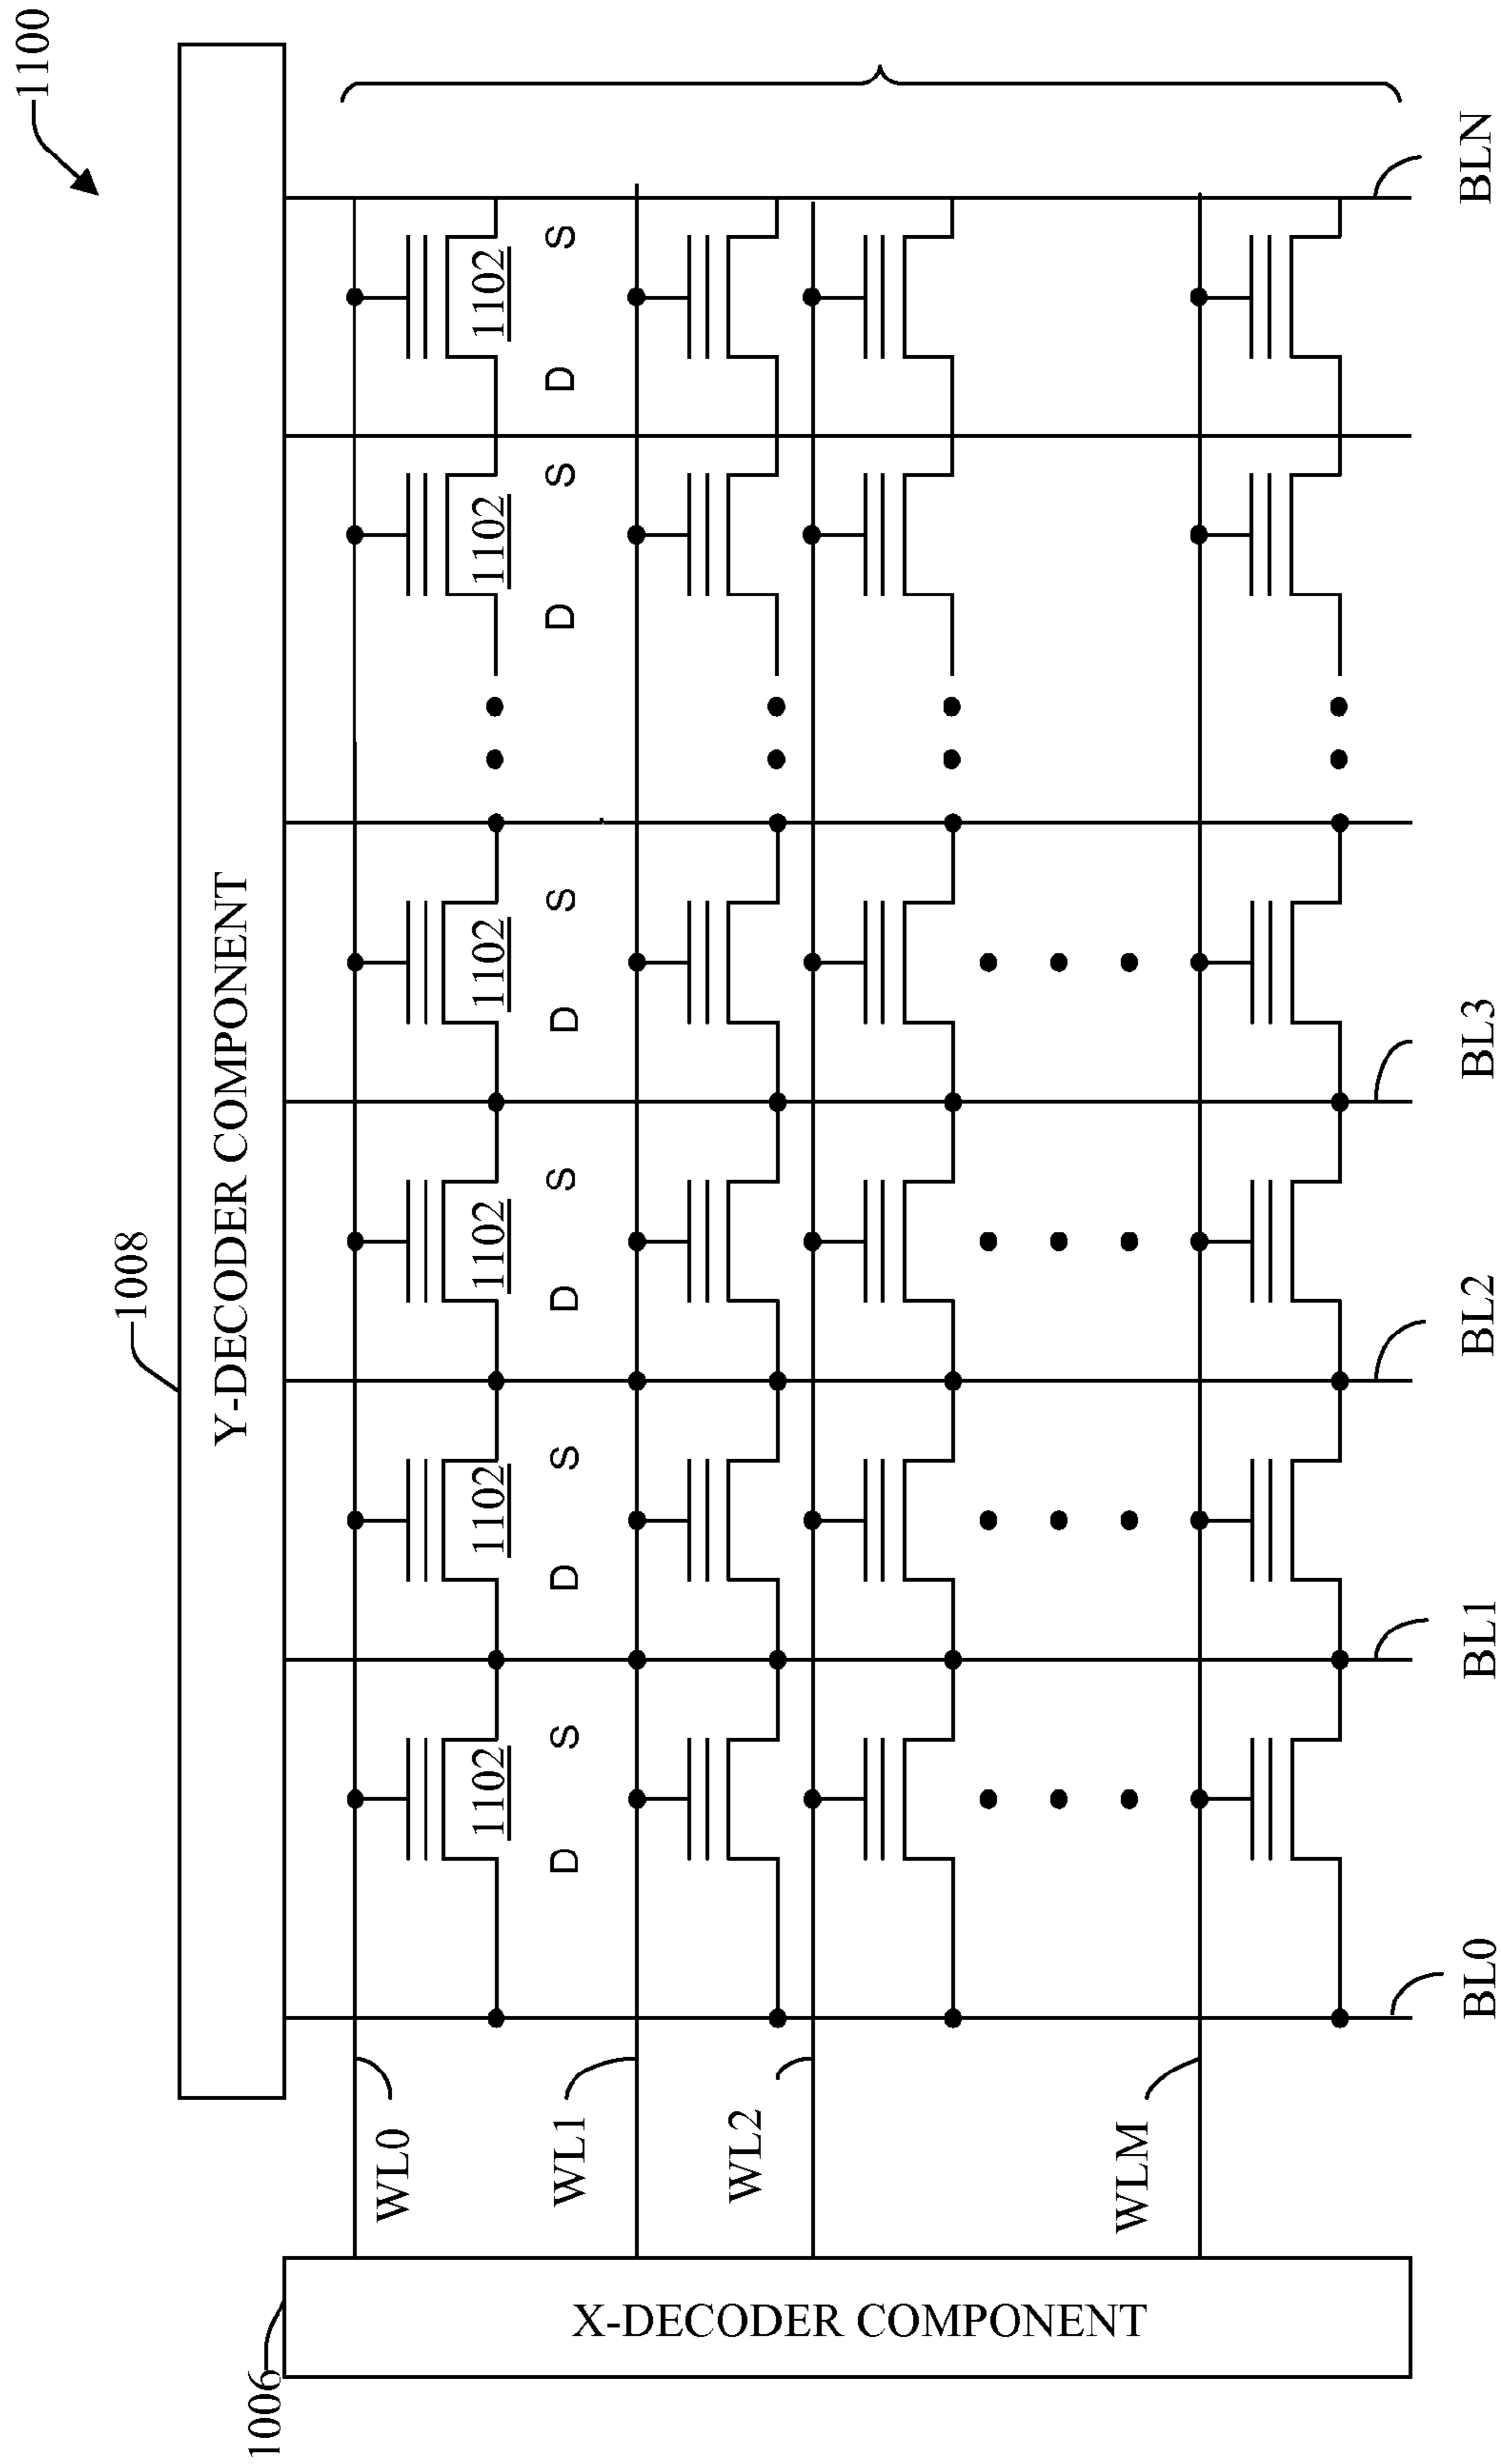 1100
1008
Y-DECODER COMPONENT
1006
WL0
1102 1102 1102 1102 1102 1102
D S D S D S D S D S D S
WL1
WL2
X-DECODER COMPONENT
WLM
BL0 BL1 BL2 BL3 BLN